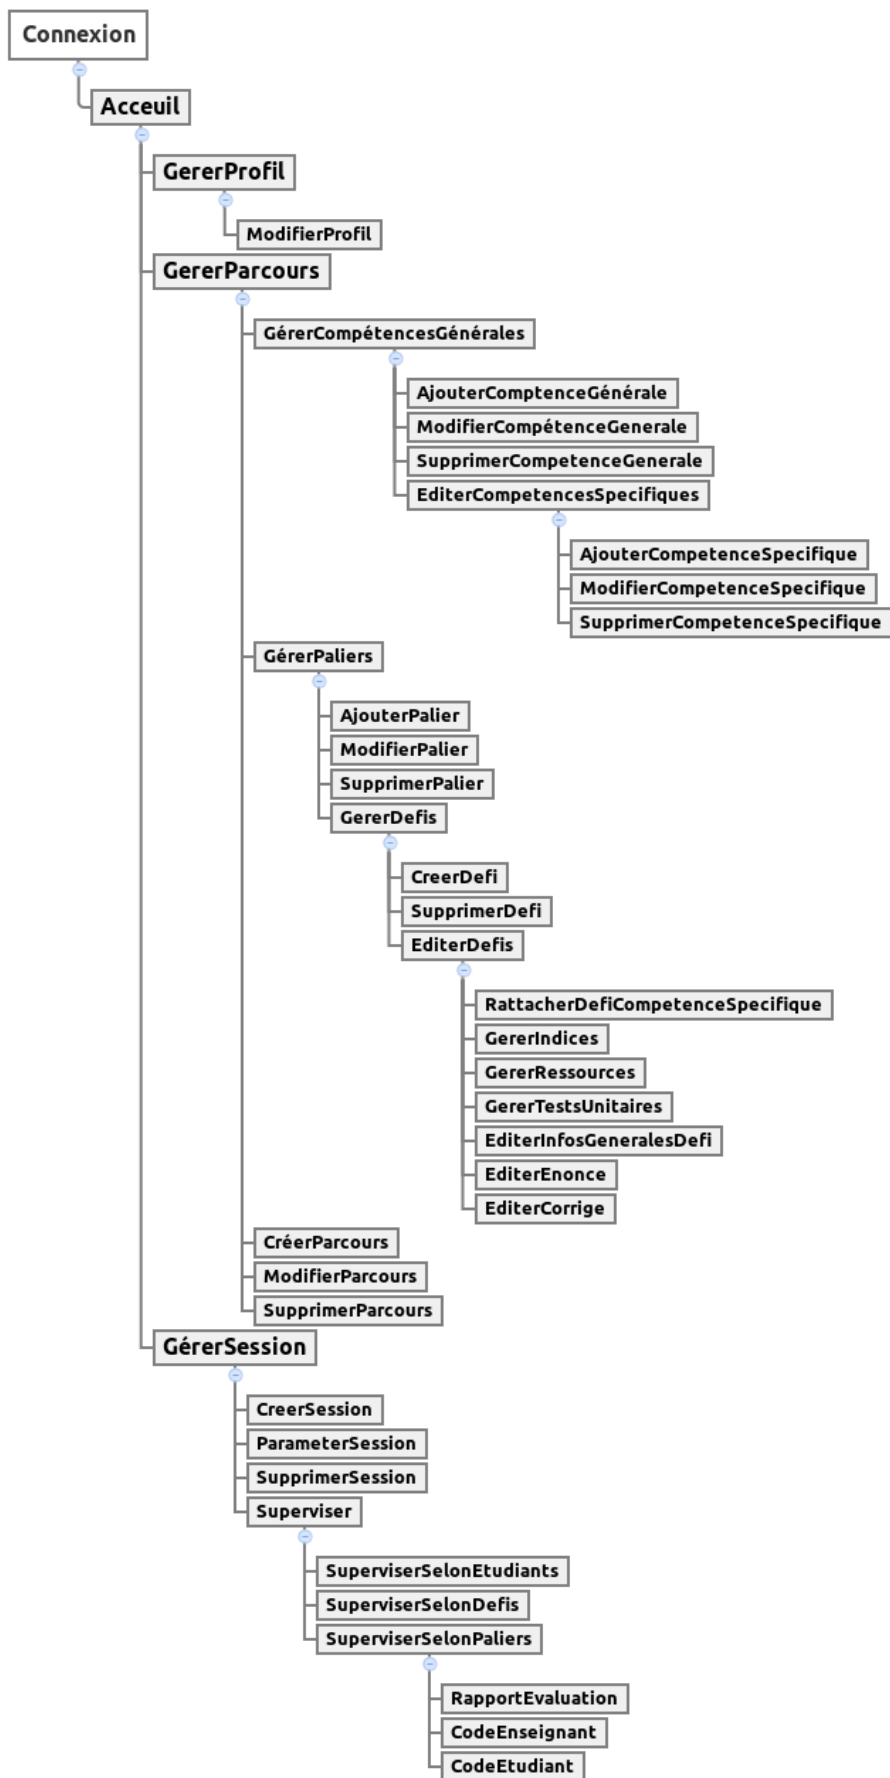 Connexion
Acceuil
GererProfil
ModifierProfil
GererParcours
GérerCompétencesGénérales
AjouterComptenceGénérale
ModifierCompétenceGenerale
SupprimerCompetenceGenerale
EditerCompetencesSpecifiques
AjouterCompetenceSpecifique
ModifierCompetenceSpecifique
SupprimerCompetenceSpecifique
GérerPaliers
AjouterPalier
ModifierPalier
SupprimerPalier
GererDefis
CreerDefi
SupprimerDefi
EditerDefis
RattacherDefiCompetenceSpecifique
GererIndices
GererRessources
GererTestsUnitaires
EditerInfosGeneralesDefi
EditerEnonce
EditerCorrige
CréerParcours
ModifierParcours
SupprimerParcours
GérerSession
CreerSession
ParameterSession
SupprimerSession
Superviser
SuperviserSelonEtudiants
SuperviserSelonDefis
SuperviserSelonPaliers
RapportEvaluation
CodeEnseignant
CodeEtudiant